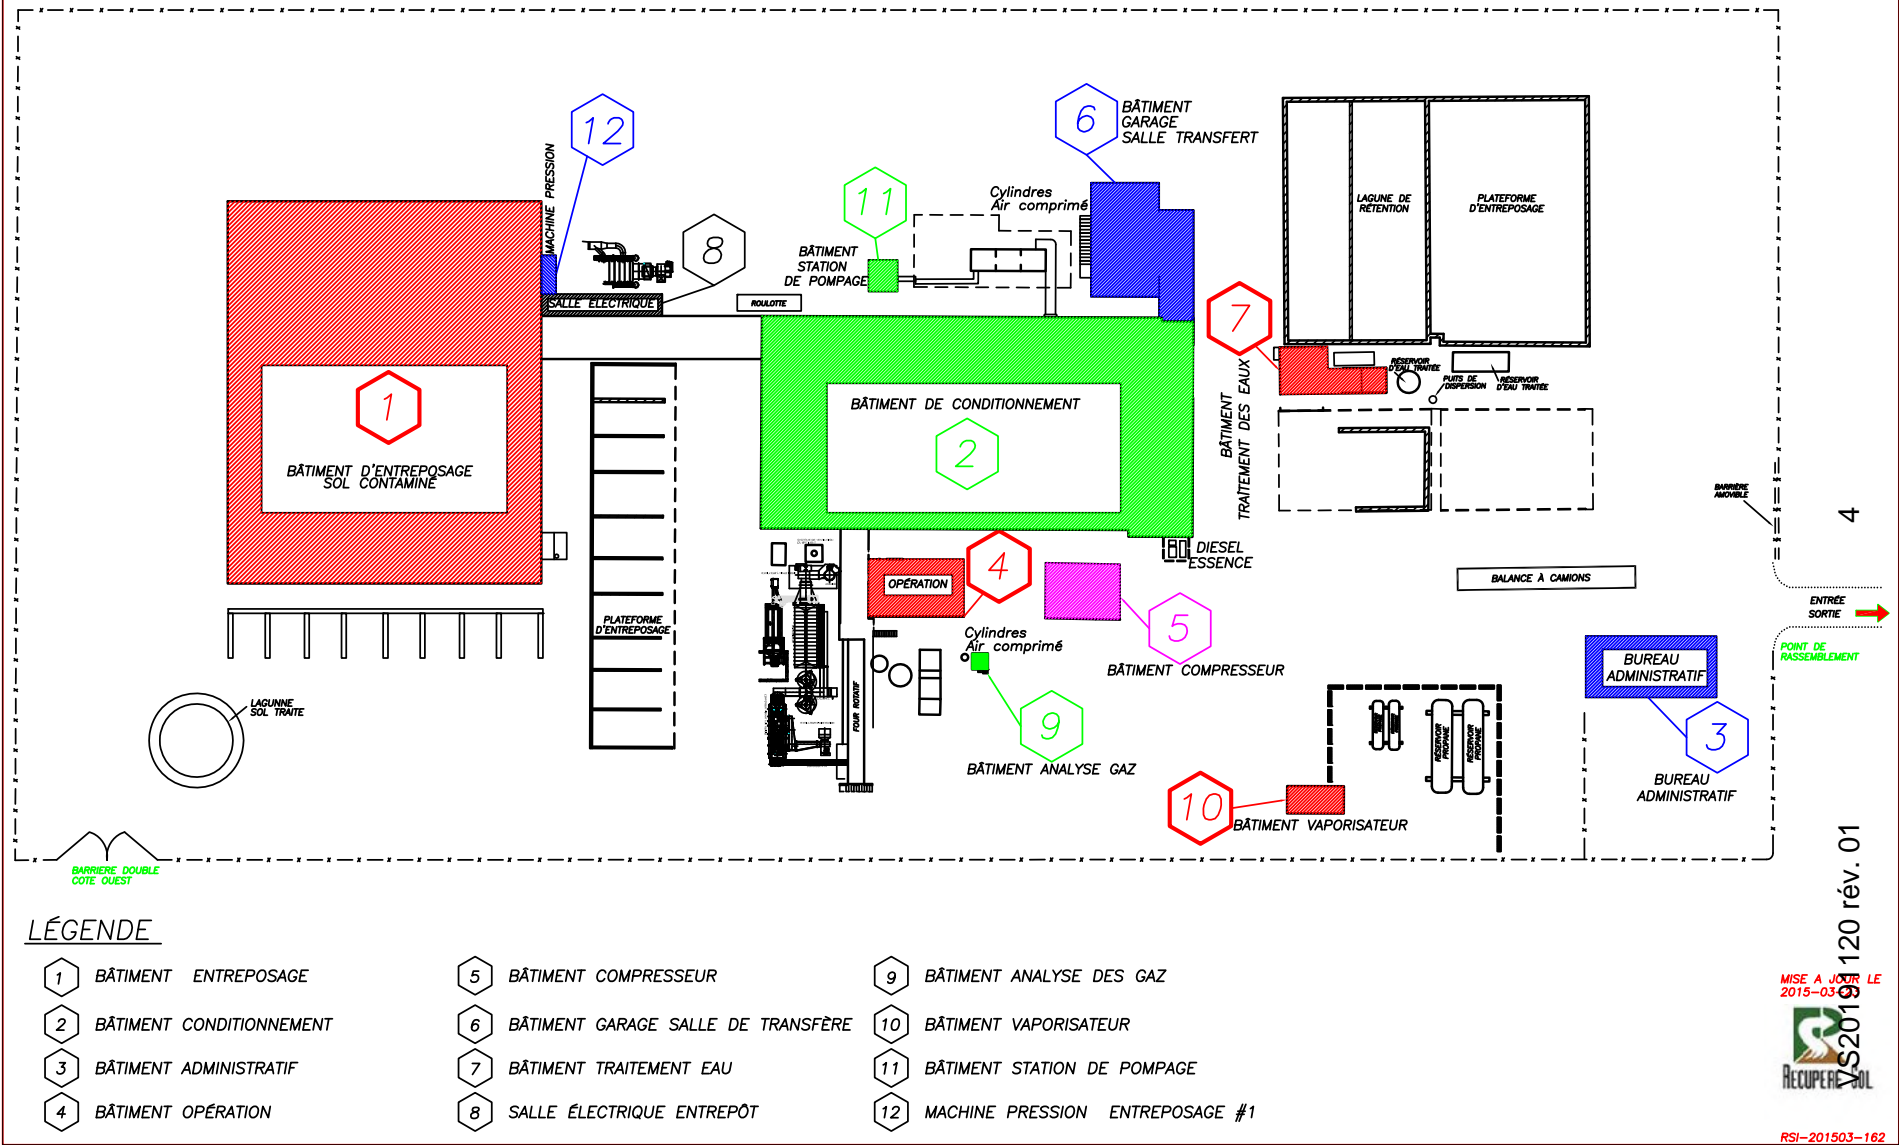 12
MACHINE PRESSION
6
BÂTIMENT
GARAGE
SALLE TRANSFERT
11
Cylindres
Air comprimé
8
BÂTIMENT
STATION
DE POMPAGE
SALLE ÉLECTRIQUE
ROULOTTE
LAGUNE DE
RÉTENTION
PLATEFORME
D'ENTREPOSAGE
7
BÂTIMENT
TRAITEMENT DES EAUX
RÉSERVOIR
D'EAU TRAITÉE
PUITS DE
DISPERSION
RÉSERVOIR
D'EAU TRAITÉE
1
BÂTIMENT D'ENTREPOSAGE
SOL CONTAMINÉ
BÂTIMENT DE CONDITIONNEMENT
2
BARRIÈRE
AMOVIBLE
4
DIESEL
ESSENCE
OPÉRATION
4
BALANCE À CAMIONS
ENTRÉE
SORTIE
POINT DE
RASSEMBLEMENT
PLATEFORME
D'ENTREPOSAGE
5
BÂTIMENT COMPRESSEUR
Cylindres
Air comprimé
FOUR ROTATIF
9
BÂTIMENT ANALYSE GAZ
BUREAU
ADMINISTRATIF
3
BUREAU
ADMINISTRATIF
RÉSERVOIR
PROPANE
RÉSERVOIR
PROPANE
10
BÂTIMENT VAPORISATEUR
LAGUNNE
SOL TRAITE
BARRIERE DOUBLE
COTE OUEST
LÉGENDE
1 BÂTIMENT ENTREPOSAGE
2 BÂTIMENT CONDITIONNEMENT
3 BÂTIMENT ADMINISTRATIF
4 BÂTIMENT OPÉRATION
5 BÂTIMENT COMPRESSEUR
6 BÂTIMENT GARAGE SALLE DE TRANSFÈRE
7 BÂTIMENT TRAITEMENT EAU
8 SALLE ÉLECTRIQUE ENTREPÔT
9 BÂTIMENT ANALYSE DES GAZ
10 BÂTIMENT VAPORISATEUR
11 BÂTIMENT STATION DE POMPAGE
12 MACHINE PRESSION ENTREPOSAGE #1
VS20191120 rév. 01
MISE A JOUR LE
2015-03-23
RECUPERE SOL
RSI-201503-162